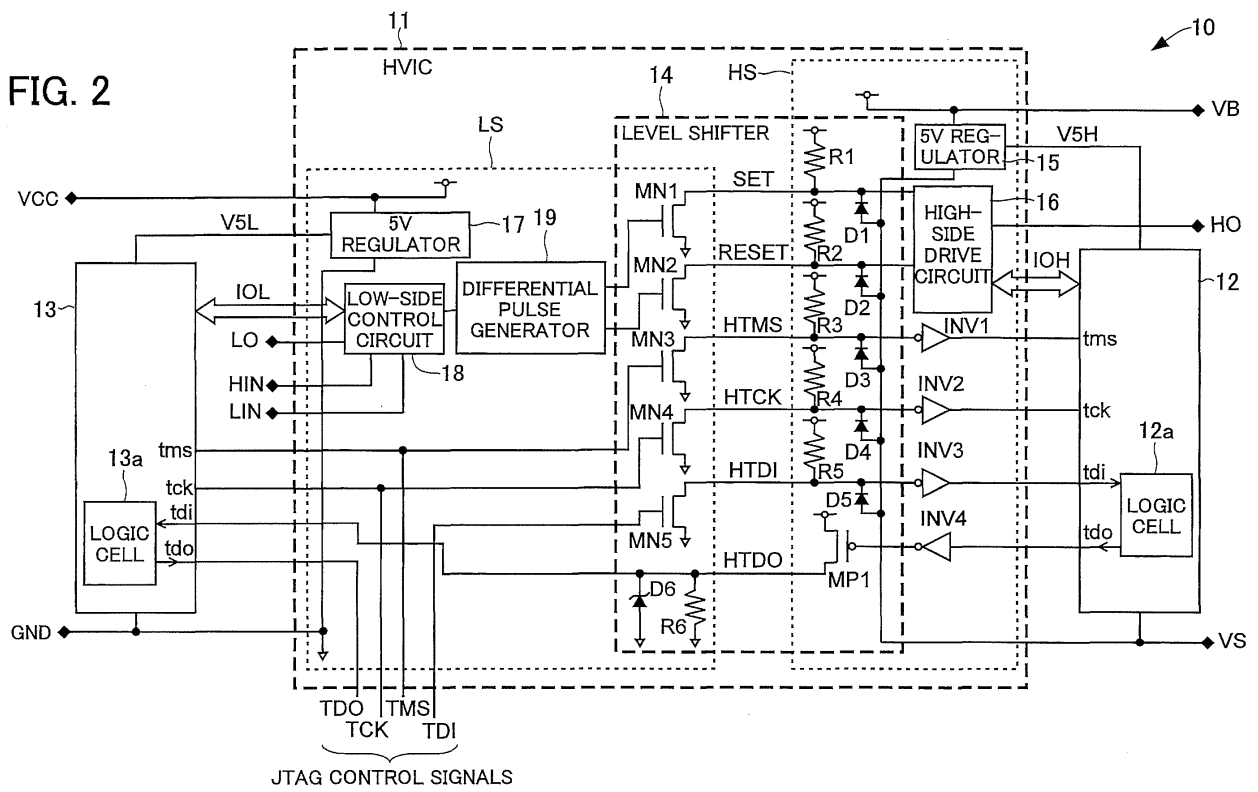 FIG. 2
11
HVIC
10
HS
14
LEVEL SHIFTER
LS
VB
5V REG-
ULATOR
15
V5H
R1
VCC
V5L
5V
REGULATOR
17
19
MN1
SET
D1
HIGH-
SIDE
DRIVE
CIRCUIT
16
HO
IOH
12
13
IOL
LOW-SIDE
CONTROL
CIRCUIT
18
DIFFERENTIAL
PULSE
GENERATOR
MN2
RESET
R2
D2
LO
HIN
LIN
MN3
HTMS
R3
D3
INV1
tms
MN4
HTCK
R4
D4
INV2
tck
tms
tck
tdi
tdo
13a
LOGIC
CELL
MN5
HTDI
R5
D5
INV3
tdi
12a
LOGIC
CELL
INV4
tdo
HTDO
MP1
D6
R6
GND
VS
TDO
TCK
TMS
TDI
JTAG CONTROL SIGNALS